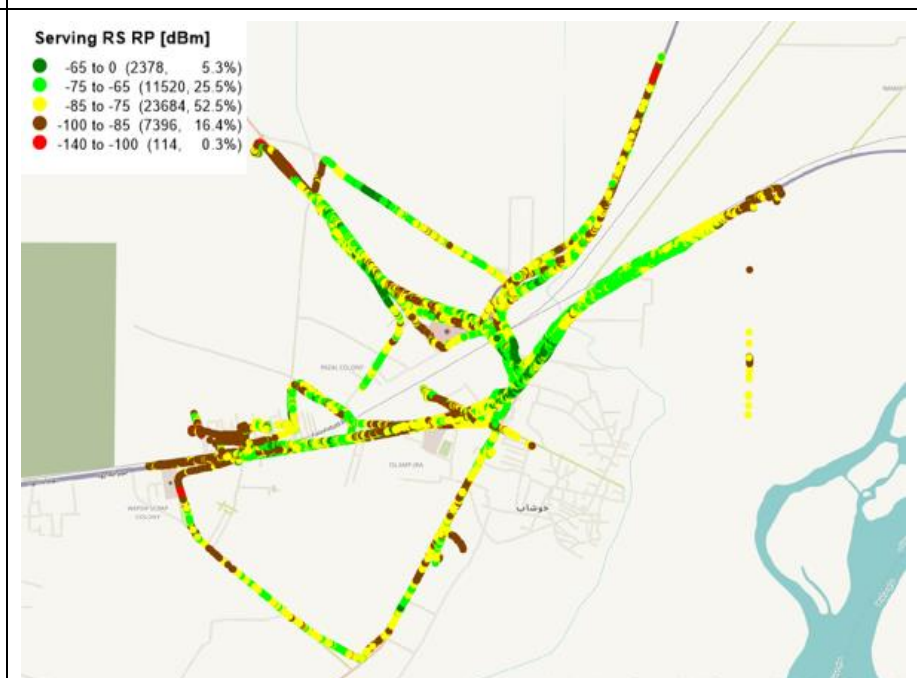 Serving RS RP [dBm]
-65 to 0 (2378, 5.3%)
-75 to -65 (11520, 25.5%)
-85 to -75 (23684, 52.5%)
-100 to -85 (7396, 16.4%)
-140 to -100 (114, 0.3%)
FAZAL COLONY
ISLAMPURA
COLONY
خوشاب